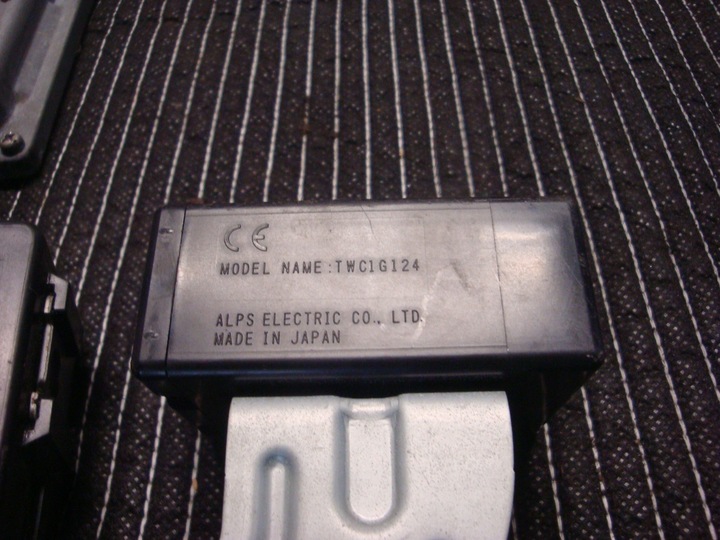 CE
MODEL NAME:TWC1G124
ALPS ELECTRIC CO., LTD.
MADE IN JAPAN